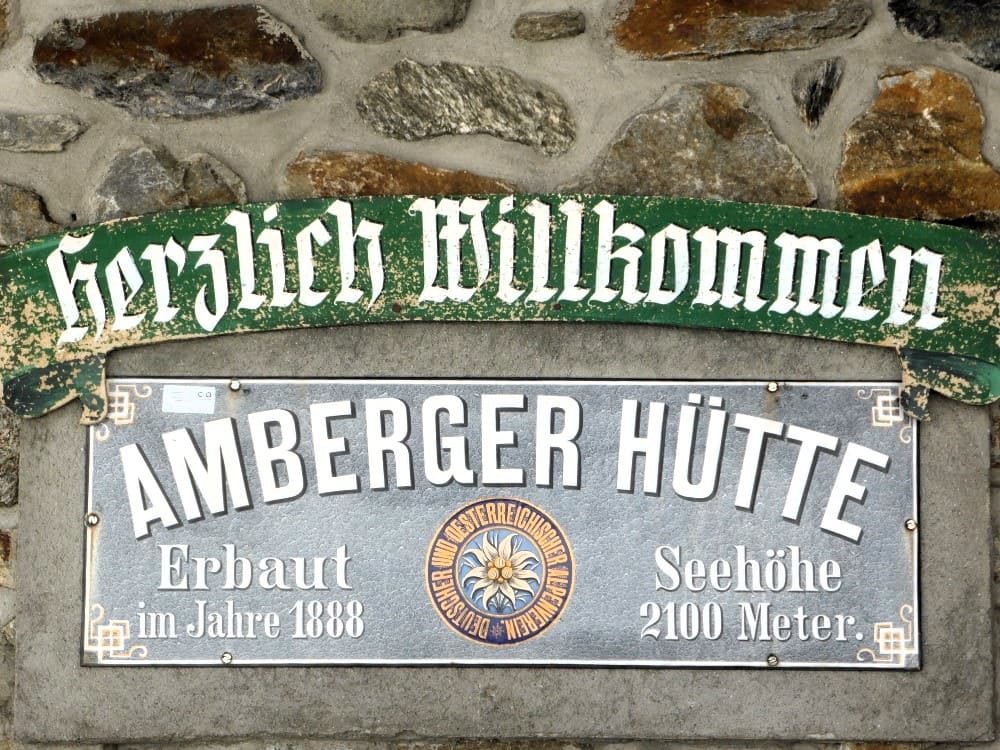 Herzlich Willkommen
AMBERGER HÜTTE
Erbaut
im Jahre 1888
DEUTSCHER UND OESTERREICHISCHER ALPENVEREIN.
Seehöhe
2100 Meter.